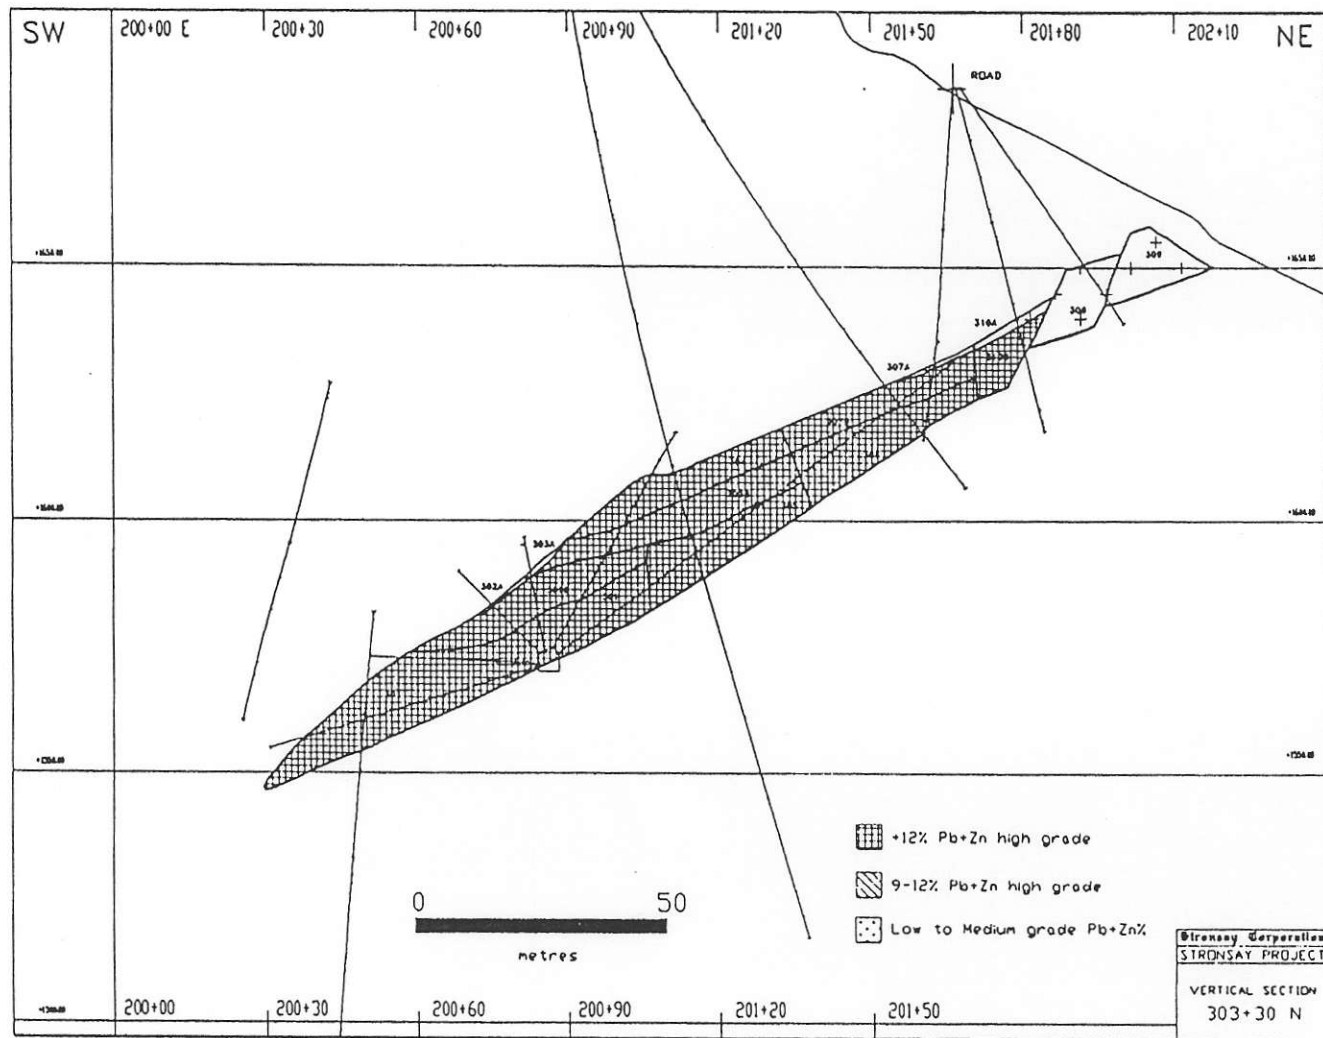 SW 200+00 E 200+30 200+60 200+90 201+20 201+50 201+80 202+10 NE
ROAD
309
308
310A
307A
303A
302A
+12% Pb+Zn high grade
9-12% Pb+Zn high grade
Low to Medium grade Pb+Zn%
0 50
metres
Stronsay Corporation
STRONSAY PROJECT
VERTICAL SECTION
303+30 N
200+00 200+30 200+60 200+90 201+20 201+50